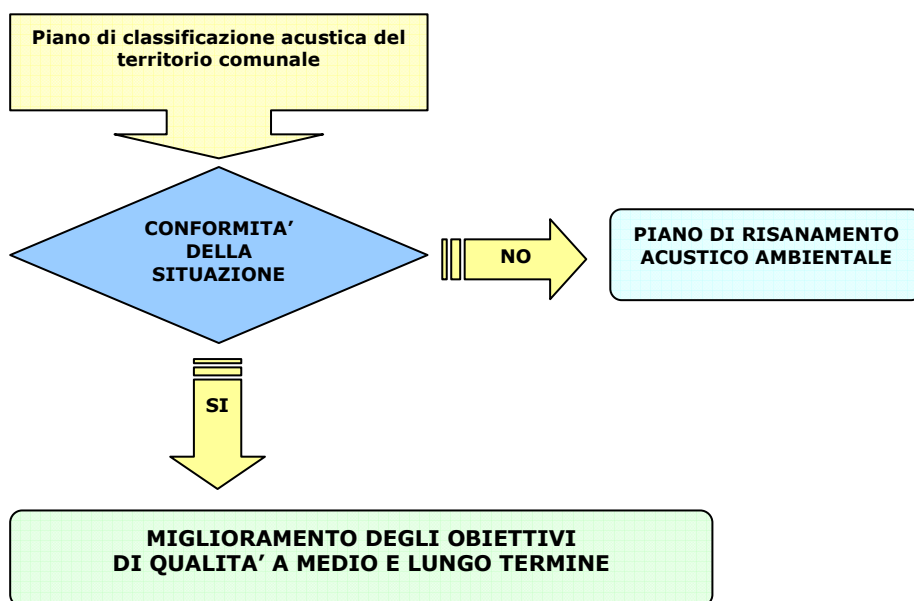 Piano di classificazione acustica del
territorio comunale
CONFORMITA'
DELLA
SITUAZIONE
NO
PIANO DI RISANAMENTO
ACUSTICO AMBIENTALE
SI
MIGLIORAMENTO DEGLI OBIETTIVI
DI QUALITA' A MEDIO E LUNGO TERMINE